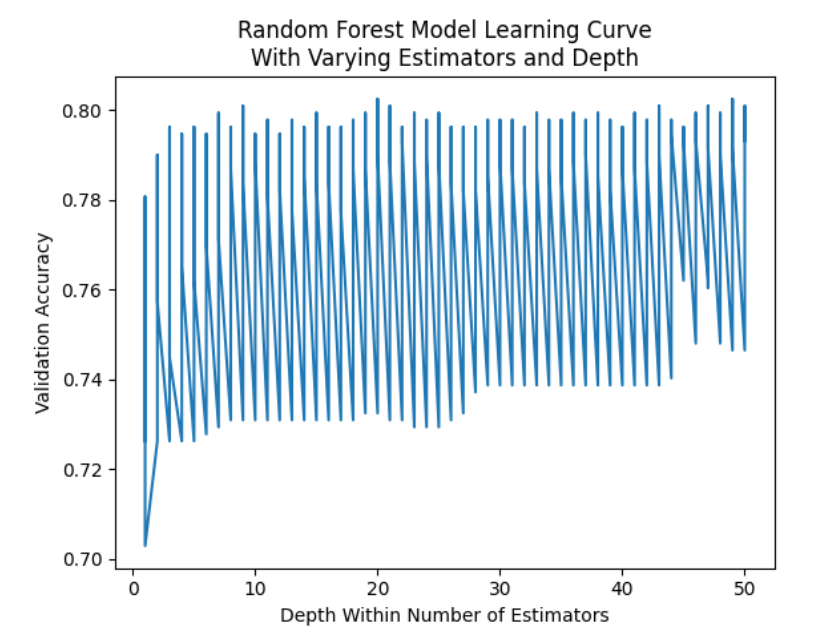 Random Forest Model Learning Curve
With Varying Estimators and Depth
Validation Accuracy
0.80
0.78
0.76
0.74
0.72
0.70
0 10 20 30 40 50
Depth Within Number of Estimators